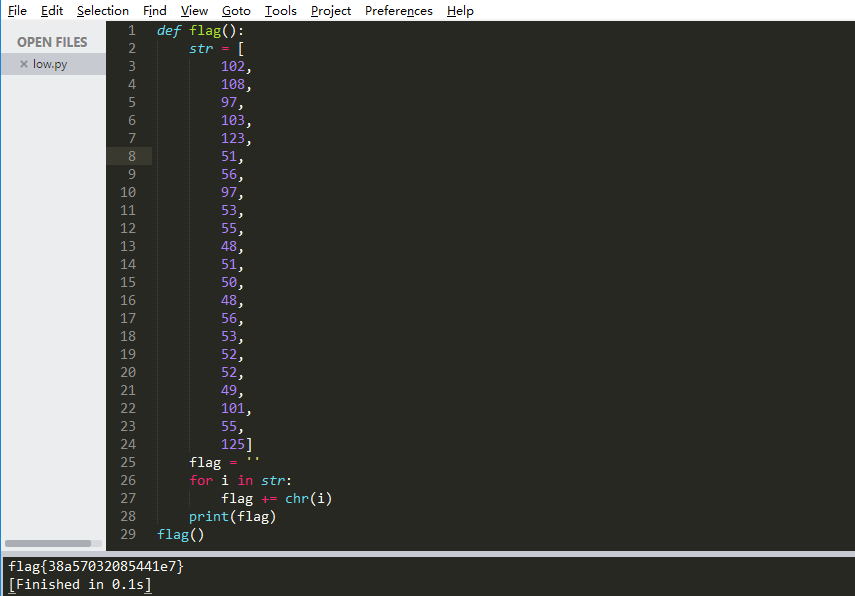 File Edit Selection Find View Goto Tools Project Preferences Help
OPEN FILES
× low.py
1 def flag():
2 str = [
3 102,
4 108,
5 97,
6 103,
7 123,
8 51,
9 56,
10 97,
11 53,
12 55,
13 48,
14 51,
15 50,
16 48,
17 56,
18 53,
19 52,
20 52,
21 49,
22 101,
23 55,
24 125]
25 flag = ''
26 for i in str:
27 flag += chr(i)
28 print(flag)
29 flag()
flag{38a57032085441e7}
[Finished in 0.1s]